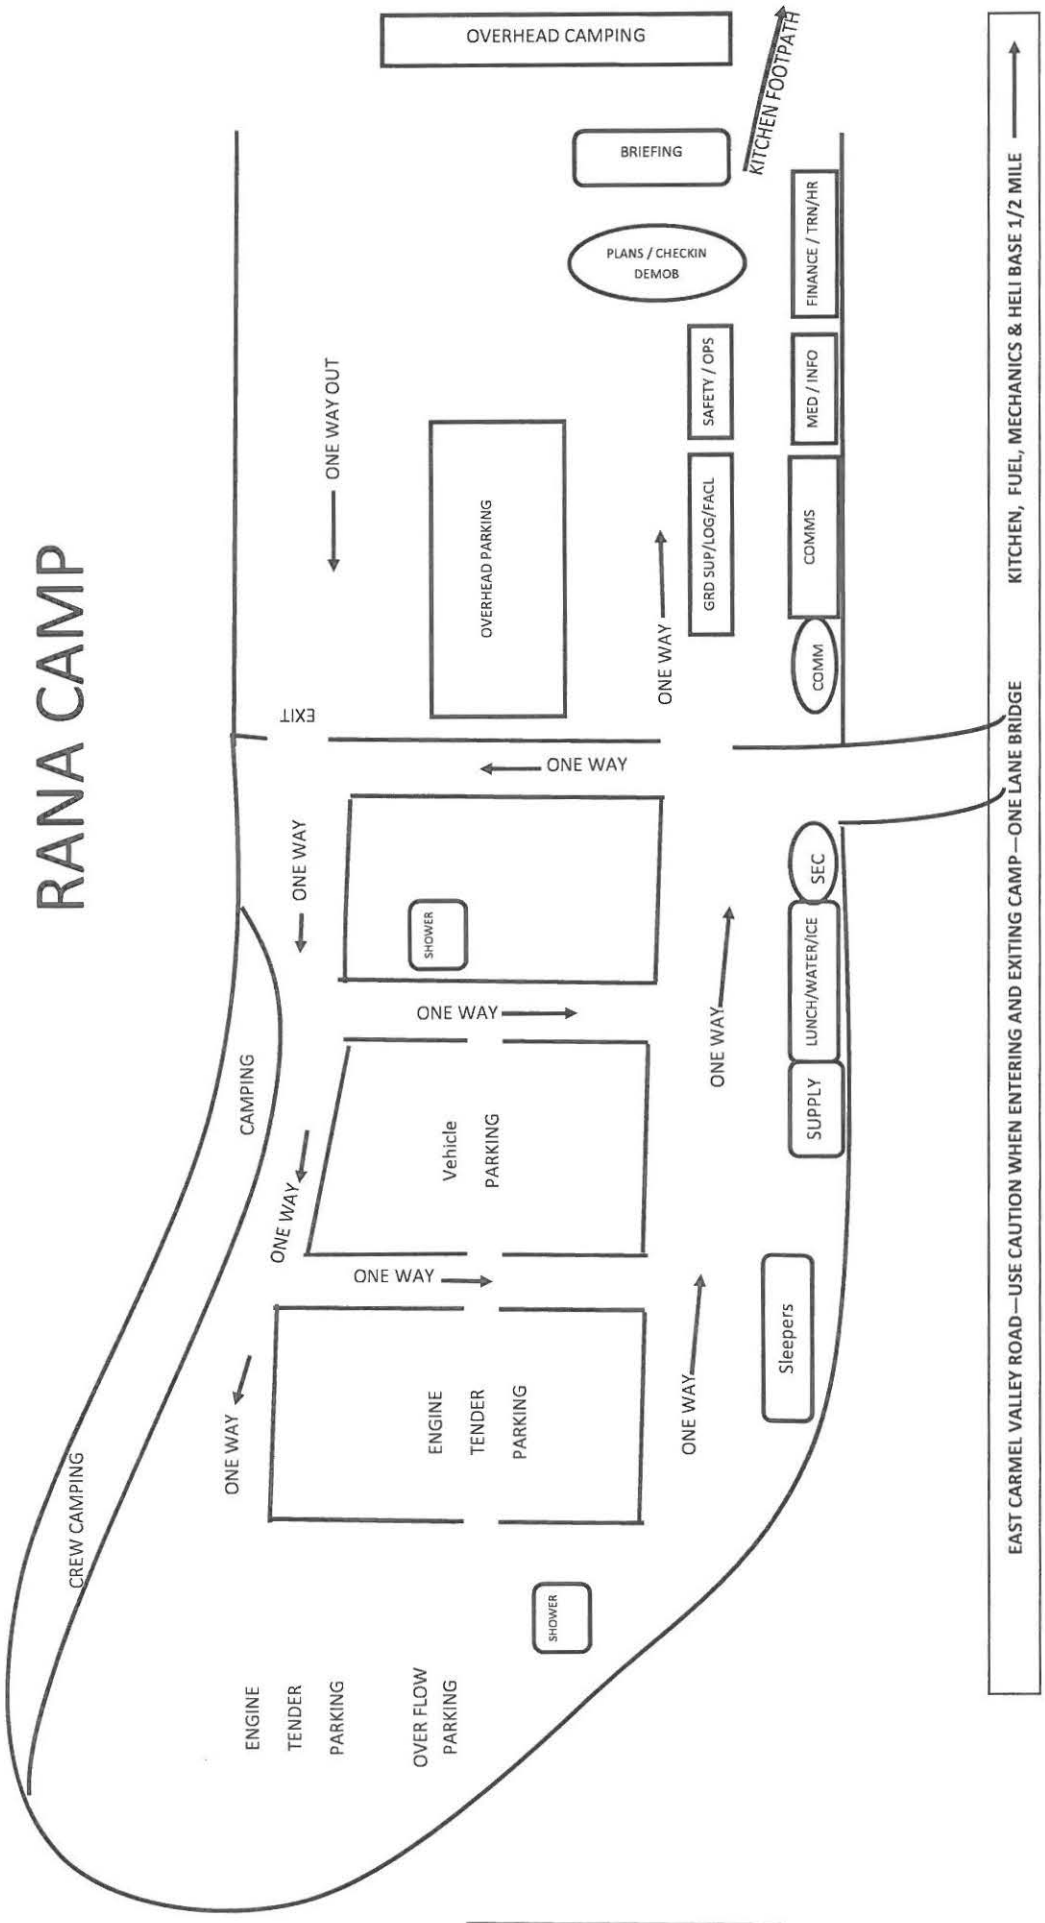 RANA CAMP
CREW CAMPING
CAMPING
ONE WAY
ONE WAY
ONE WAY
EXIT
ONE WAY OUT
OVERHEAD CAMPING
ENGINE
TENDER
PARKING
OVER FLOW
PARKING
SHOWER
ENGINE
TENDER
PARKING
ONE WAY
Vehicle
PARKING
ONE WAY
SHOWER
ONE WAY
OVERHEAD PARKING
ONE WAY
ONE WAY
ONE WAY
BRIEFING
PLANS / CHECKIN
DEMOB
SAFETY / OPS
GRD SUP/LOG/FACL
KITCHEN FOOTPATH
Sleepers
SUPPLY
LUNCH/WATER/ICE
SEC
COMM
COMMS
MED / INFO
FINANCE / TRN/HR
EAST CARMEL VALLEY ROAD—USE CAUTION WHEN ENTERING AND EXITING CAMP—ONE LANE BRIDGE KITCHEN, FUEL, MECHANICS & HELI BASE 1/2 MILE